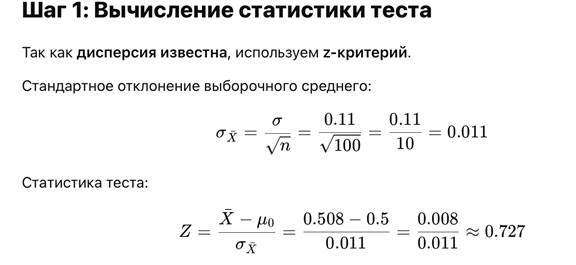 Шаг 1: Вычисление статистики теста
Так как дисперсия известна, используем z-критерий.
Стандартное отклонение выборочного среднего:
σ_X̄ = σ/√n = 0.11/√100 = 0.11/10 = 0.011
Статистика теста:
Z = (X̄ − μ₀)/σ_X̄ = (0.508 − 0.5)/0.011 = 0.008/0.011 ≈ 0.727